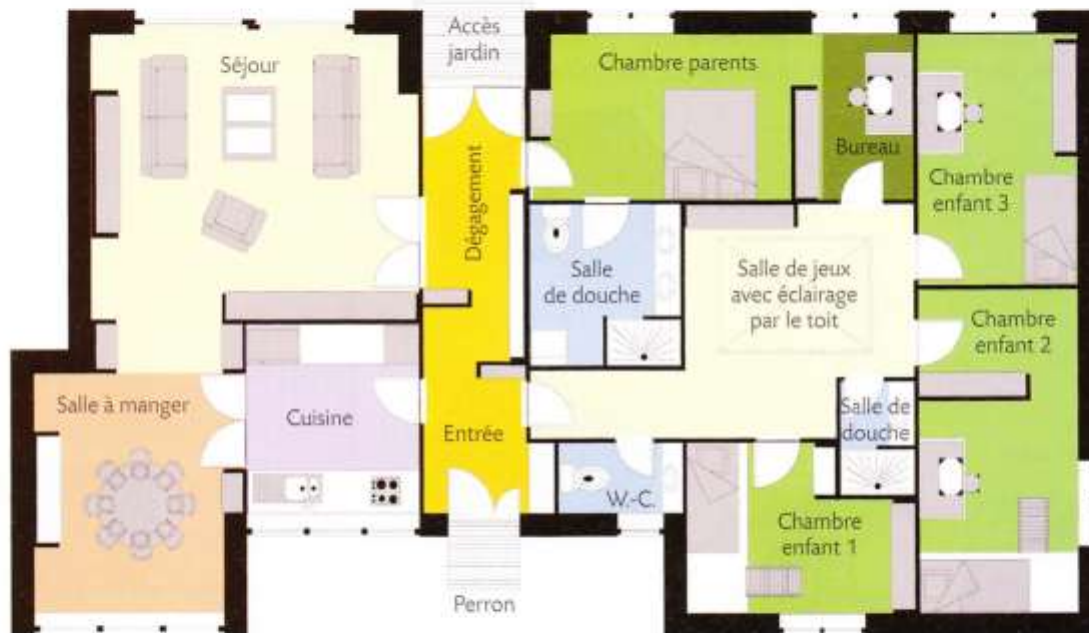 Accès
jardin
Séjour
Chambre parents
Bureau
Dégagement
Chambre
enfant 3
Salle
de douche
Salle de jeux
avec éclairage
par le toit
Chambre
enfant 2
Salle à manger
Cuisine
Entrée
Salle de
douche
W.-C.
Chambre
enfant 1
Perron